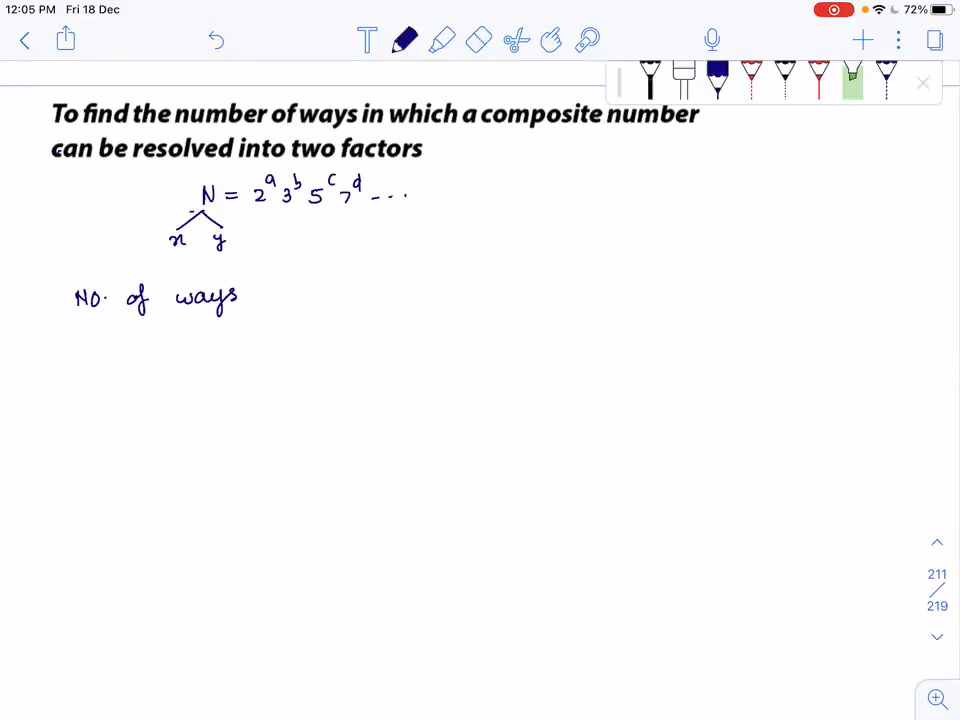 12:05 PM Fri 18 Dec 72%
T
To find the number of ways in which a composite number
can be resolved into two factors
N = 2^a 3^b 5^c 7^d ---
x y
NO. of ways
211
/
219